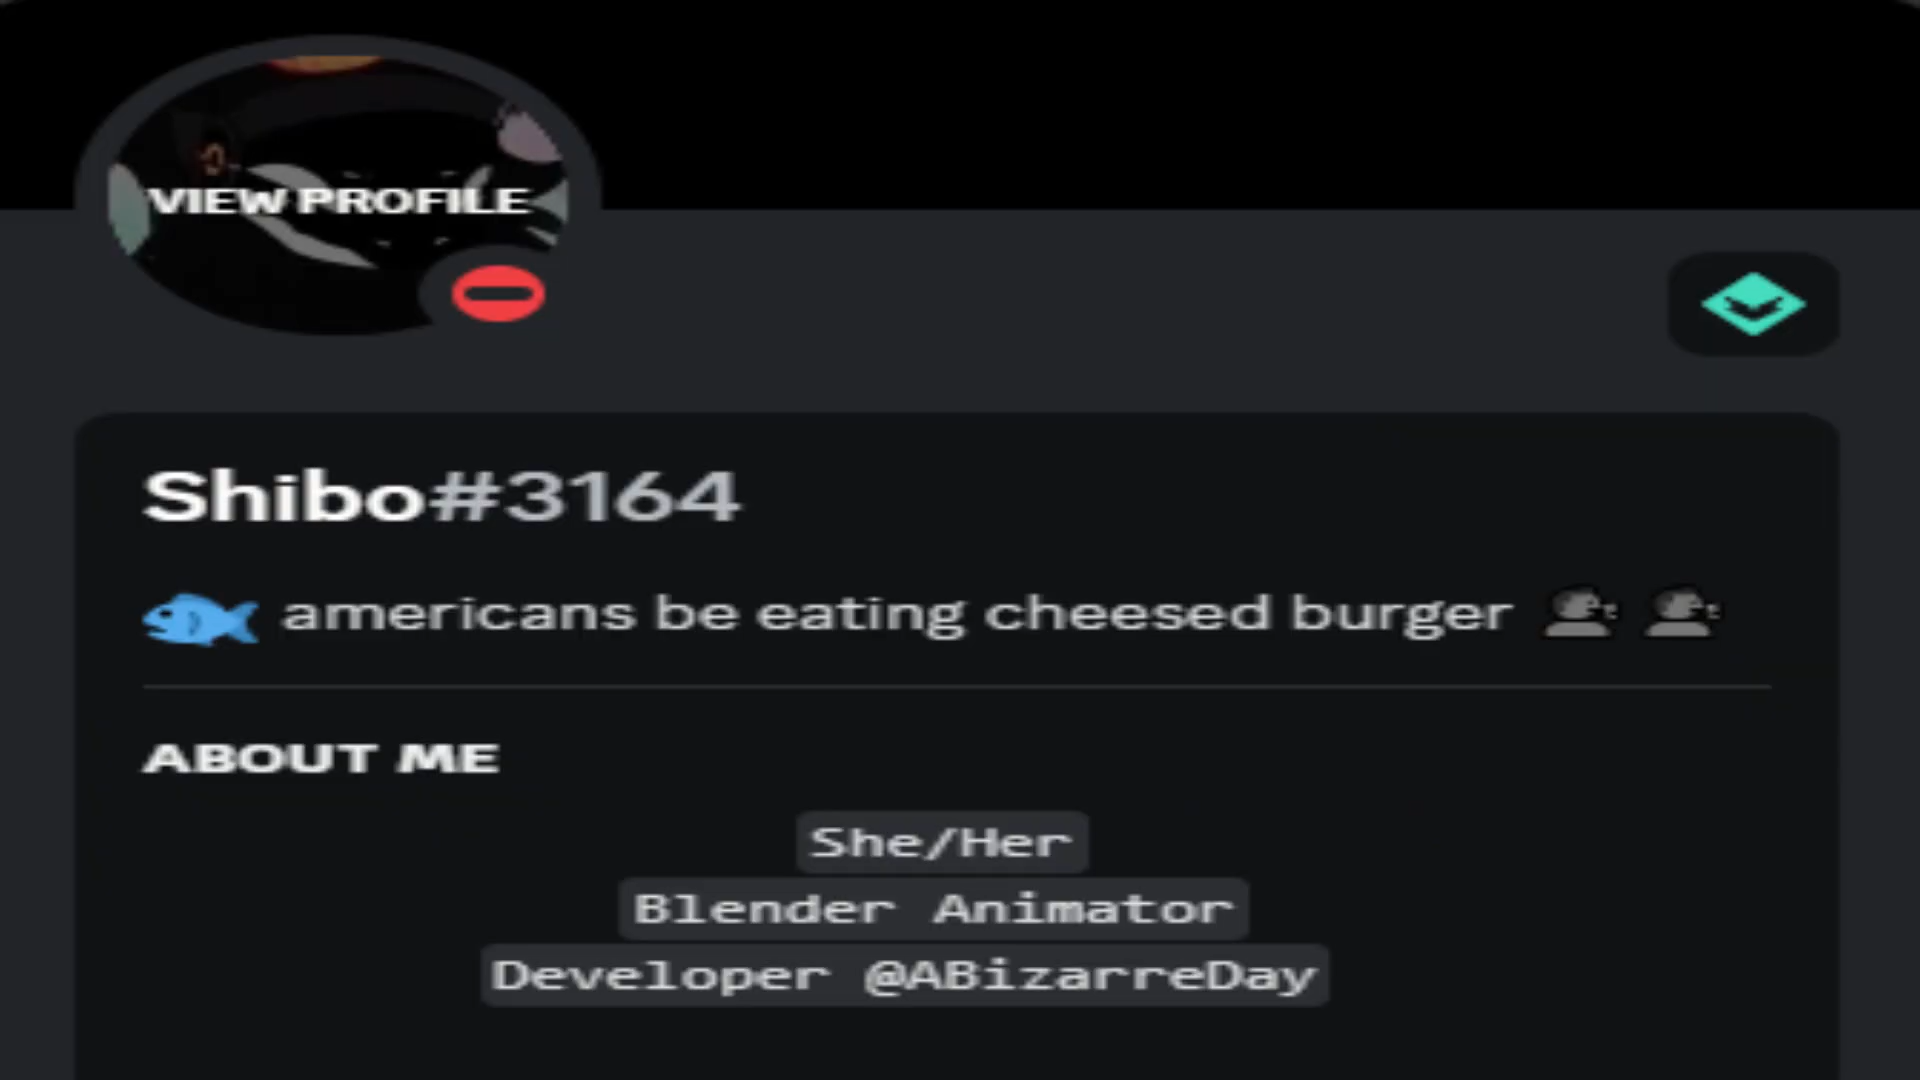 VIEW PROFILE
Shibo#3164
🐟 americans be eating cheesed burger 🗣 🗣
ABOUT ME
She/Her
Blender Animator
Developer @ABizarreDay